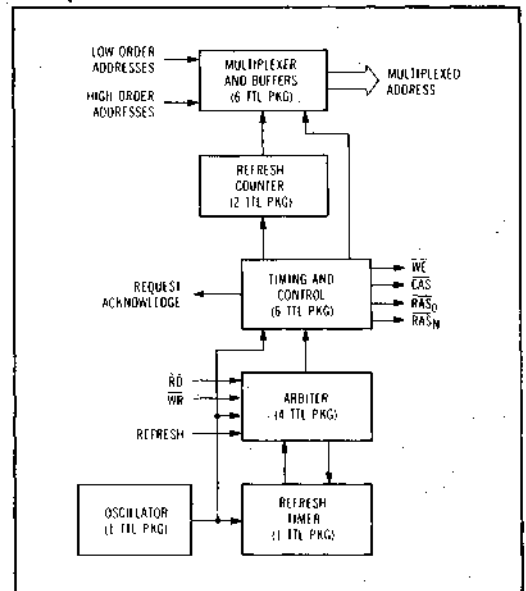 LOW ORDER
ADDRESSES
HIGH ORDER
ADDRESSES
MULTIPLEXER
AND BUFFERS
(6 TTL PKG)
MULTIPLEXED
ADDRESS
REFRESH
COUNTER
(2 TTL PKG)
REQUEST
ACKNOWLEDGE
TIMING AND
CONTROL
(6 TTL PKG)
WE
CAS
RAS0
RASN
RD
WR
REFRESH
ARBITER
(4 TTL PKG)
OSCILLATOR
(1 TTL PKG)
REFRESH
TIMER
(1 TTL PKG)